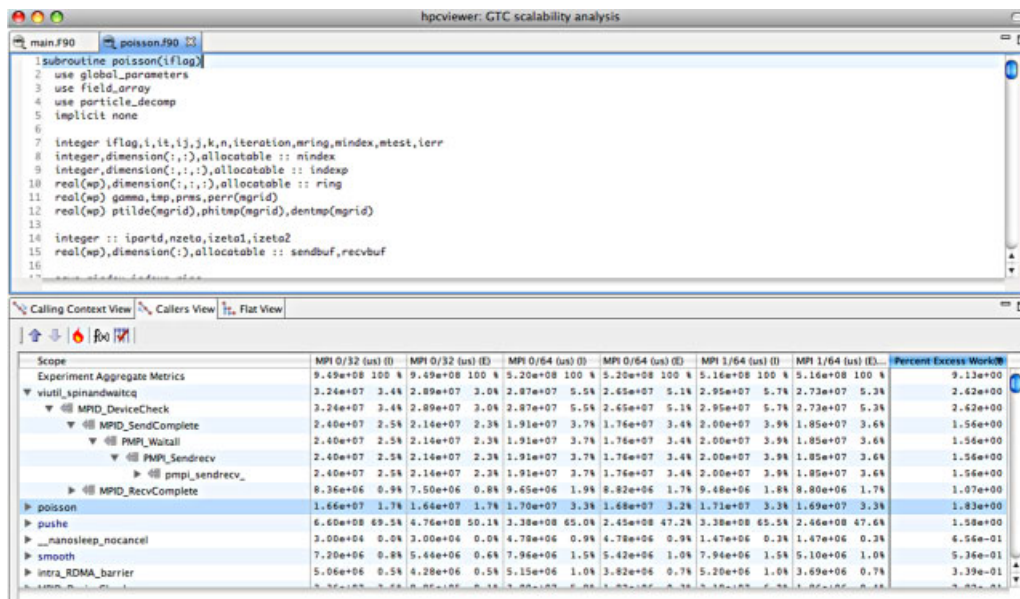 hpcviewer: GTC scalability analysis
main.f90 poisson.f90
1 subroutine poisson(iflag)
2 use global_parameters
3 use field_array
4 use particle_decomp
5 implicit none
6
7 integer iflag,i,it,ij,j,k,n,iteration,mring,mindex,mtest,ierr
8 integer,dimension(:,:),allocatable :: nindex
9 integer,dimension(:,:,:),allocatable :: indexp
10 real(wp),dimension(:,:,:),allocatable :: ring
11 real(wp) gamma,tmp,prms,perr(mgrid)
12 real(wp) ptilde(mgrid),phitmp(mgrid),dentmp(mgrid)
13
14 integer :: ipartd,nzeta,izeta1,izeta2
15 real(wp),dimension(:),allocatable :: sendbuf,recvbuf
16
Calling Context View Callers View Flat View
f(x)
Scope MPI 0/32 (us) (I) MPI 0/32 (us) (E) MPI 0/64 (us) (I) MPI 0/64 (us) (E) MPI 1/64 (us) (I) MPI 1/64 (us) (E)... Percent Excess Work
Experiment Aggregate Metrics 9.49e+08 100 % 9.49e+08 100 % 5.20e+08 100 % 5.20e+08 100 % 5.16e+08 100 % 5.16e+08 100 % 9.13e+00
viutil_spinandwaitcq 3.24e+07 3.4% 2.89e+07 3.0% 2.87e+07 5.5% 2.65e+07 5.1% 2.95e+07 5.7% 2.73e+07 5.3% 2.62e+00
MPID_DeviceCheck 3.24e+07 3.4% 2.89e+07 3.0% 2.87e+07 5.5% 2.65e+07 5.1% 2.95e+07 5.7% 2.73e+07 5.3% 2.62e+00
MPID_SendComplete 2.40e+07 2.5% 2.14e+07 2.3% 1.91e+07 3.7% 1.76e+07 3.4% 2.00e+07 3.9% 1.85e+07 3.6% 1.56e+00
PMPI_Waitall 2.40e+07 2.5% 2.14e+07 2.3% 1.91e+07 3.7% 1.76e+07 3.4% 2.00e+07 3.9% 1.85e+07 3.6% 1.56e+00
PMPI_Sendrecv 2.40e+07 2.5% 2.14e+07 2.3% 1.91e+07 3.7% 1.76e+07 3.4% 2.00e+07 3.9% 1.85e+07 3.6% 1.56e+00
pmpi_sendrecv_ 2.40e+07 2.5% 2.14e+07 2.3% 1.91e+07 3.7% 1.76e+07 3.4% 2.00e+07 3.9% 1.85e+07 3.6% 1.56e+00
MPID_RecvComplete 8.36e+06 0.9% 7.50e+06 0.8% 9.65e+06 1.9% 8.82e+06 1.7% 9.48e+06 1.8% 8.80e+06 1.7% 1.07e+00
poisson 1.66e+07 1.7% 1.64e+07 1.7% 1.70e+07 3.3% 1.68e+07 3.2% 1.71e+07 3.3% 1.69e+07 3.3% 1.83e+00
pushe 6.60e+08 69.5% 4.76e+08 50.1% 3.38e+08 65.0% 2.45e+08 47.2% 3.38e+08 65.5% 2.46e+08 47.6% 1.58e+00
__nanosleep_nocancel 3.00e+04 0.0% 3.00e+04 0.0% 4.78e+06 0.9% 4.78e+06 0.9% 1.47e+06 0.3% 1.47e+06 0.3% 6.56e-01
smooth 7.20e+06 0.8% 5.44e+06 0.6% 7.96e+06 1.5% 5.42e+06 1.0% 7.94e+06 1.5% 5.10e+06 1.0% 5.36e-01
intra_RDMA_barrier 5.06e+06 0.5% 4.28e+06 0.5% 5.15e+06 1.0% 3.82e+06 0.7% 5.20e+06 1.0% 3.69e+06 0.7% 3.39e-01